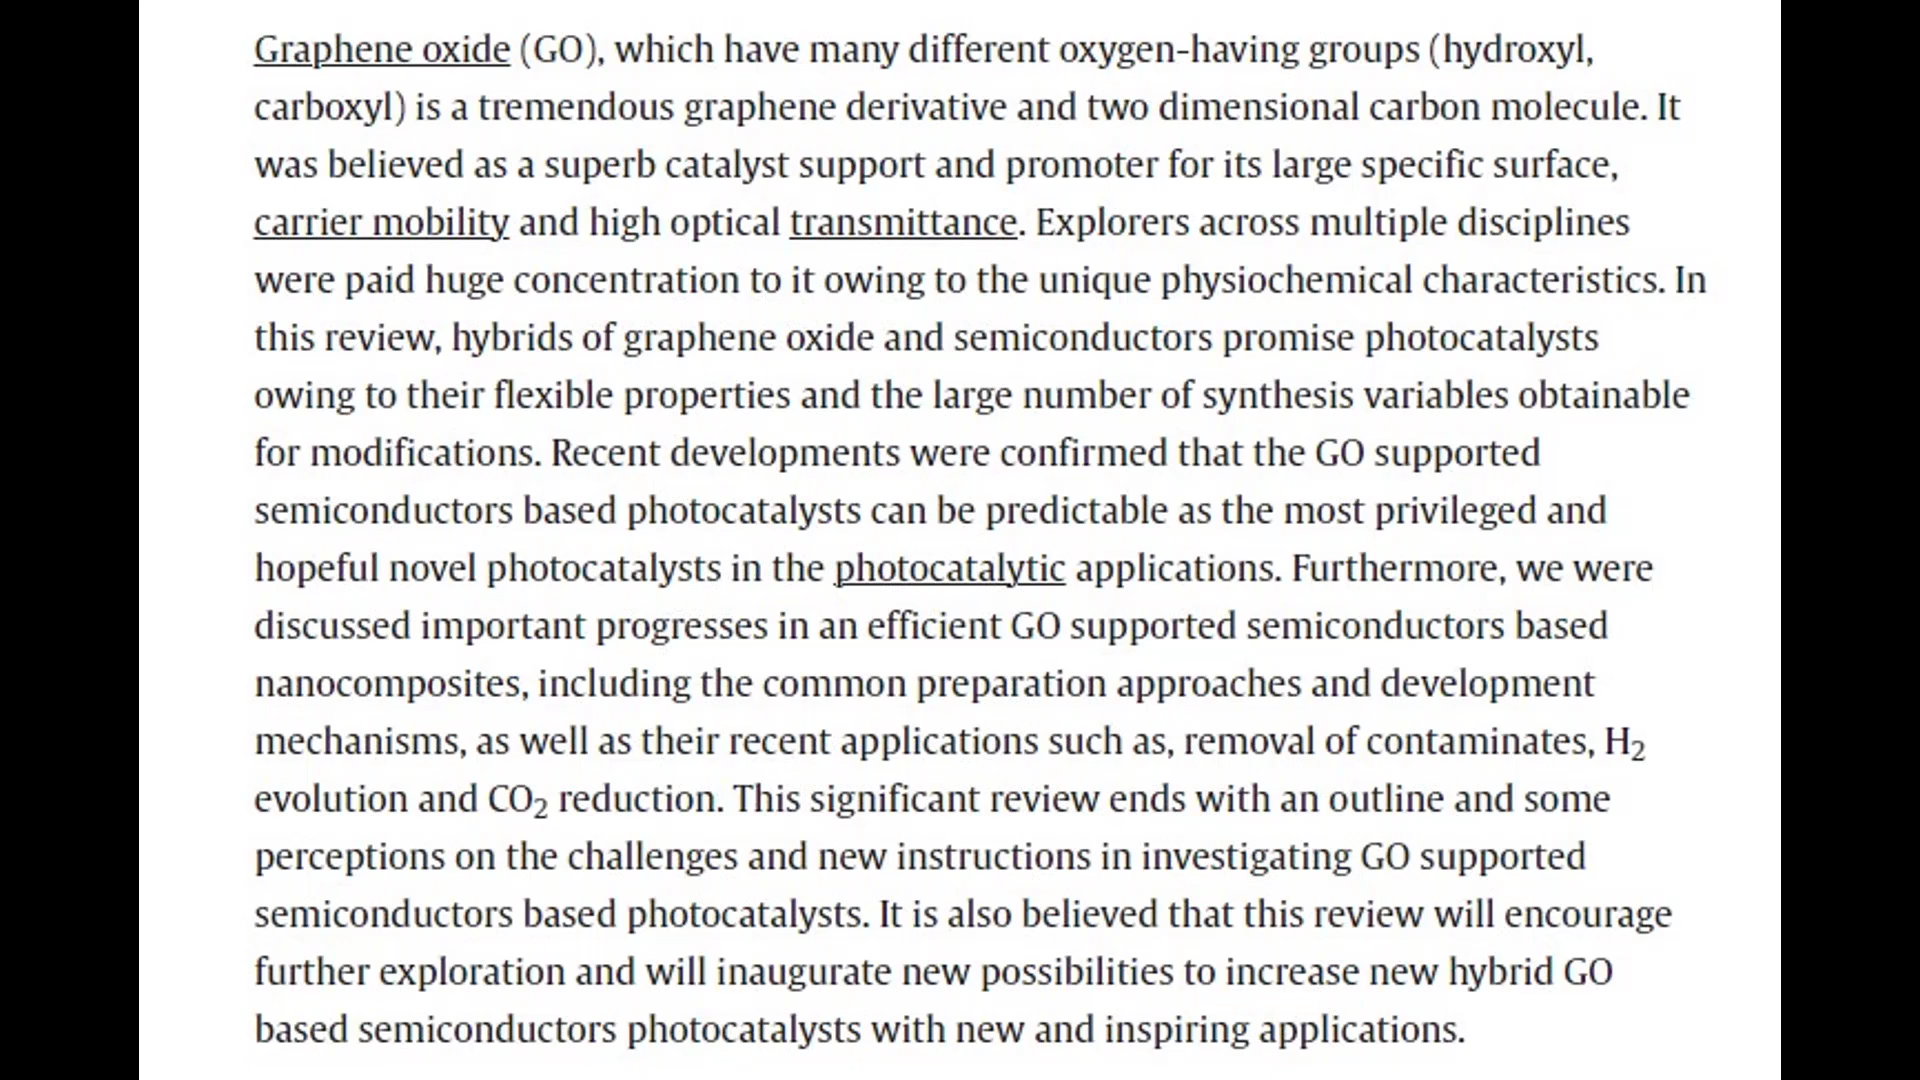 Graphene oxide (GO), which have many different oxygen-having groups (hydroxyl,
carboxyl) is a tremendous graphene derivative and two dimensional carbon molecule. It
was believed as a superb catalyst support and promoter for its large specific surface,
carrier mobility and high optical transmittance. Explorers across multiple disciplines
were paid huge concentration to it owing to the unique physiochemical characteristics. In
this review, hybrids of graphene oxide and semiconductors promise photocatalysts
owing to their flexible properties and the large number of synthesis variables obtainable
for modifications. Recent developments were confirmed that the GO supported
semiconductors based photocatalysts can be predictable as the most privileged and
hopeful novel photocatalysts in the photocatalytic applications. Furthermore, we were
discussed important progresses in an efficient GO supported semiconductors based
nanocomposites, including the common preparation approaches and development
mechanisms, as well as their recent applications such as, removal of contaminates, H₂
evolution and CO₂ reduction. This significant review ends with an outline and some
perceptions on the challenges and new instructions in investigating GO supported
semiconductors based photocatalysts. It is also believed that this review will encourage
further exploration and will inaugurate new possibilities to increase new hybrid GO
based semiconductors photocatalysts with new and inspiring applications.